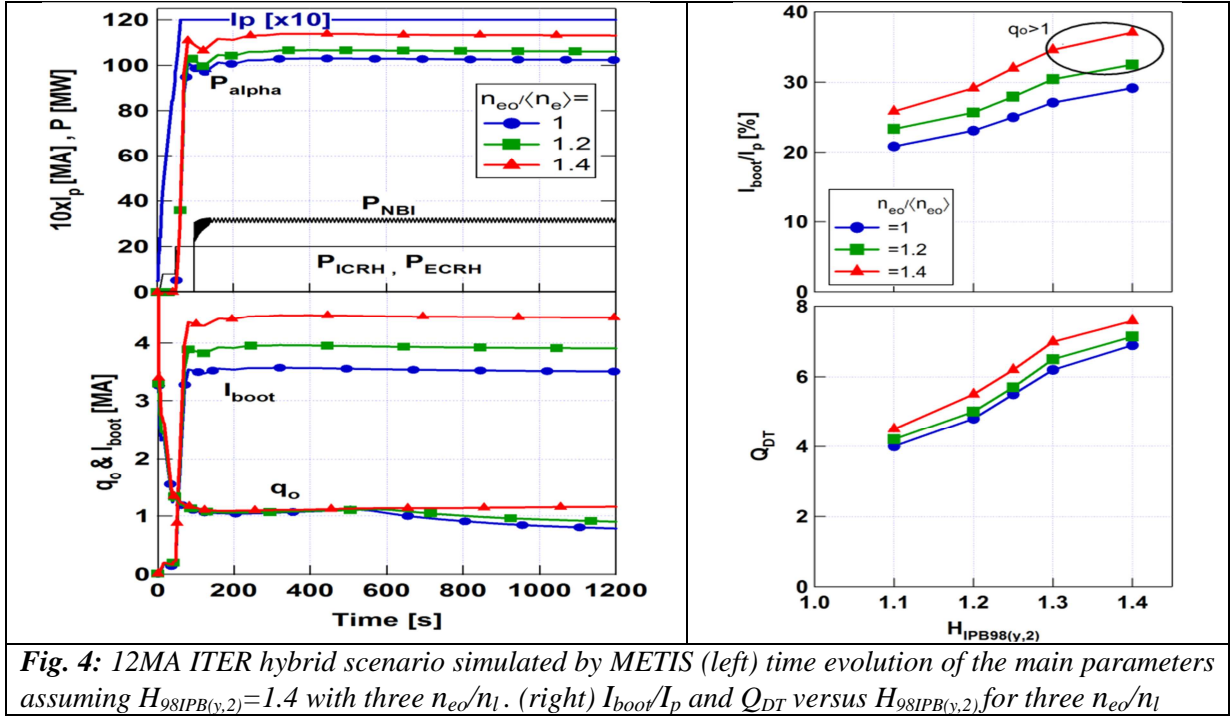 120
100
80
60
40
20
0
10xIp [MA] , P [MW]
Ip [x10]
Palpha
neo/⟨ne⟩=
1
1.2
1.4
PNBI
PICRH , PECRH
4
3
2
1
0
qo & Iboot [MA]
Iboot
qo
0 200 400 600 800 1000 1200
Time [s]
40
30
20
10
0
Iboot/Ip [%]
qo>1
neo/⟨neo⟩
=1
=1.2
=1.4
8
6
4
2
0
QDT
1.0 1.1 1.2 1.3 1.4
HIPB98(y,2)
Fig. 4: 12MA ITER hybrid scenario simulated by METIS (left) time evolution of the main parameters
assuming H98IPB(y,2)=1.4 with three neo/nl . (right) Iboot/Ip and QDT versus H98IPB(y,2) for three neo/nl